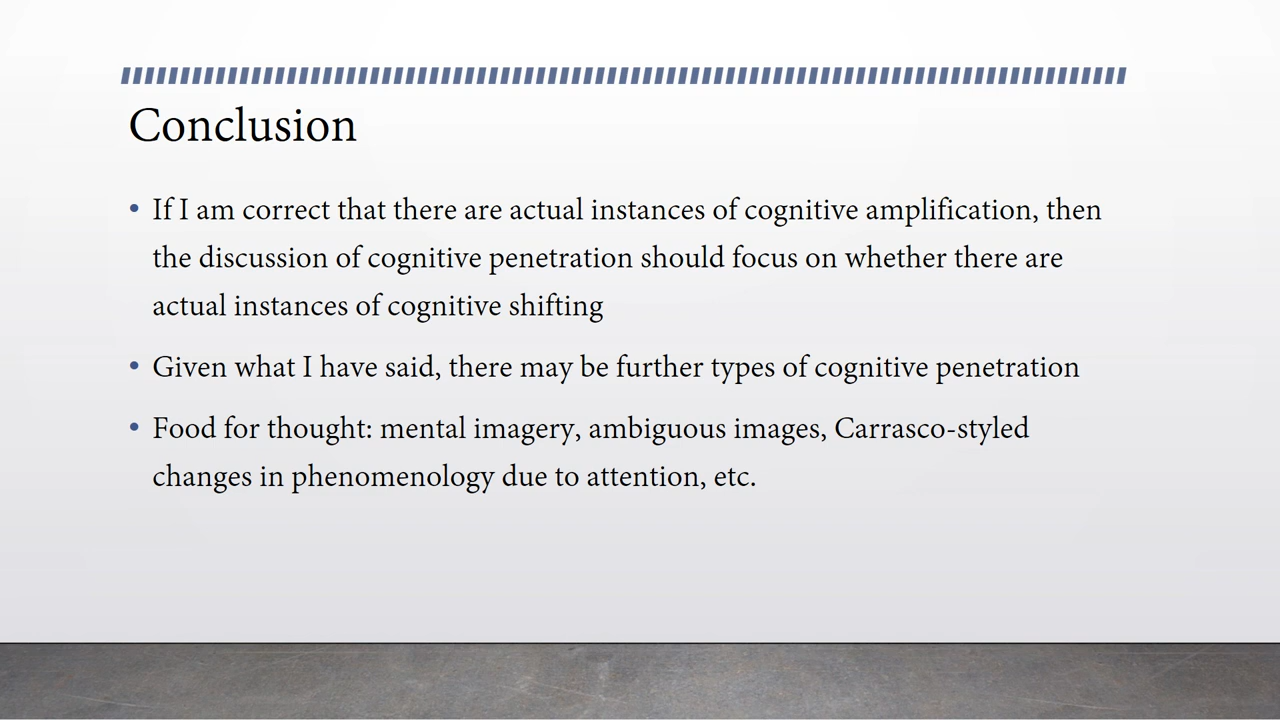 Conclusion
• If I am correct that there are actual instances of cognitive amplification, then
the discussion of cognitive penetration should focus on whether there are
actual instances of cognitive shifting
• Given what I have said, there may be further types of cognitive penetration
• Food for thought: mental imagery, ambiguous images, Carrasco-styled
changes in phenomenology due to attention, etc.